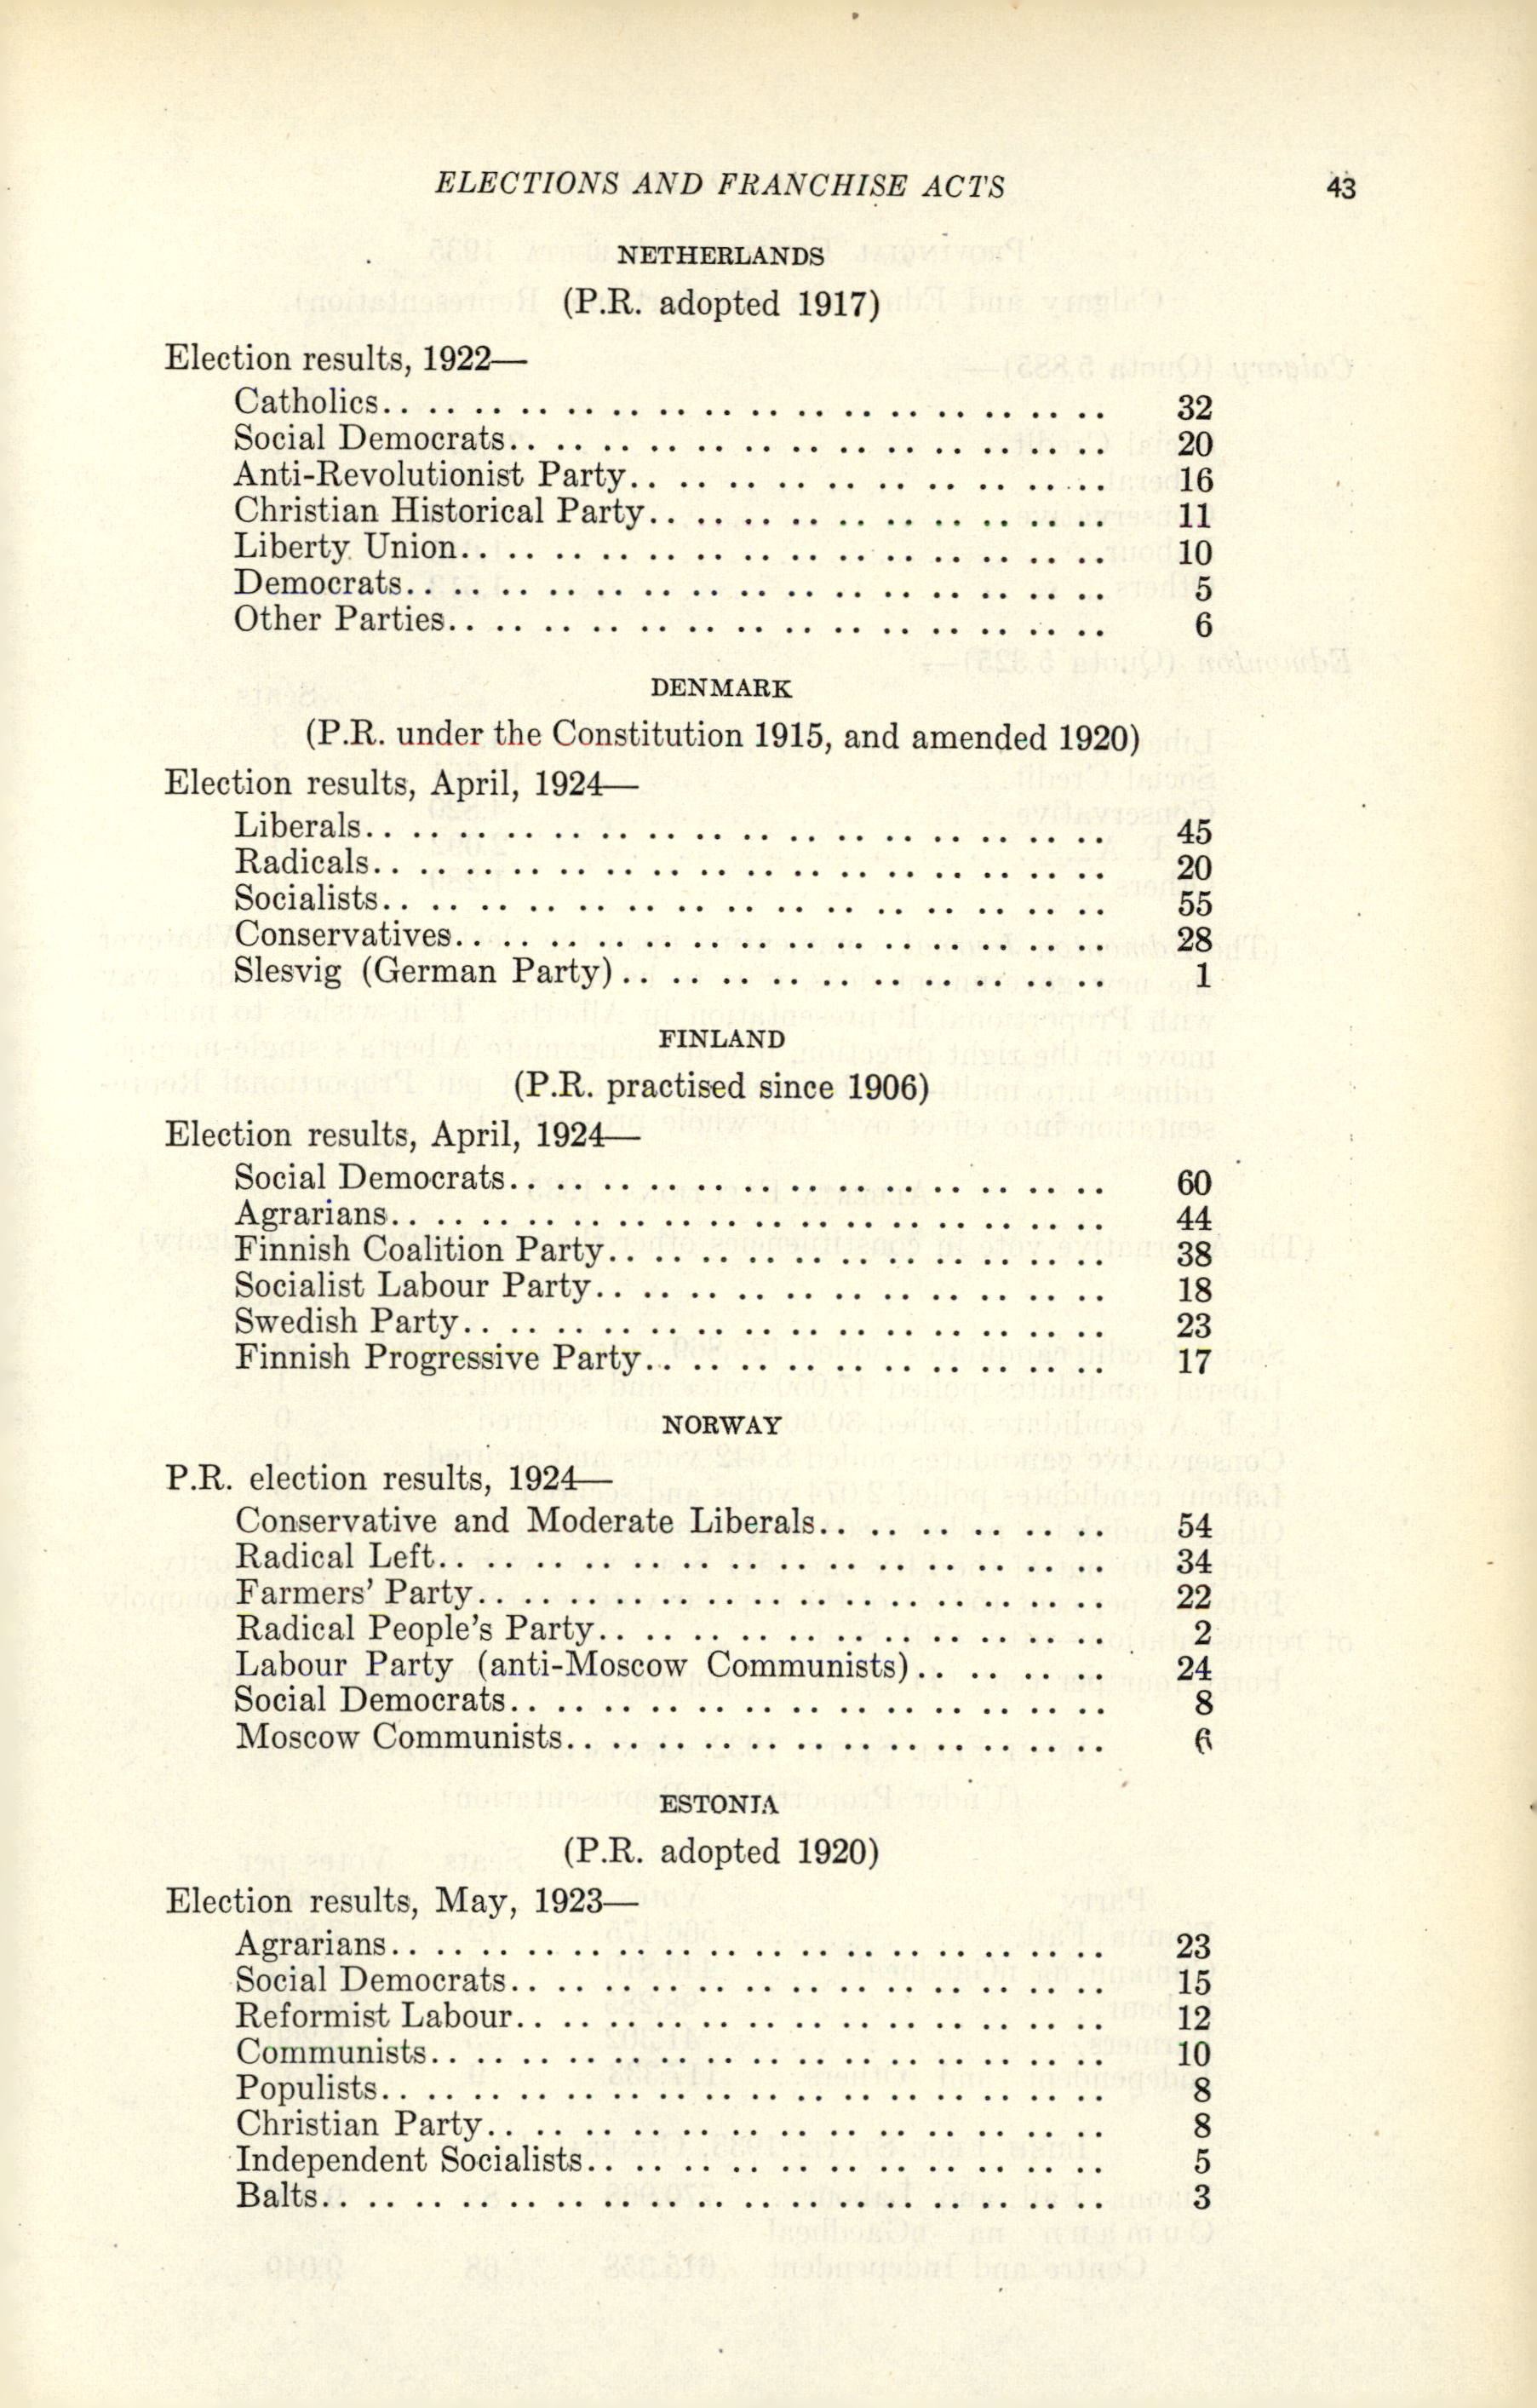 ELECTIONS AND FRANCHISE ACTS 43
NETHERLANDS
(P.R. adopted 1917)
Election results, 1922—
Catholics 32
Social Democrats 20
Anti-Revolutionist Party 16
Christian Historical Party 11
Liberty Union 10
Democrats 5
Other Parties 6
DENMARK
(P.R. under the Constitution 1915, and amended 1920)
Election results, April, 1924—
Liberals 45
Radicals 20
Socialists 55
Conservatives 28
Slesvig (German Party) 1
FINLAND
(P.R. practised since 1906)
Election results, April, 1924—
Social Democrats 60
Agrarians 44
Finnish Coalition Party 38
Socialist Labour Party 18
Swedish Party 23
Finnish Progressive Party 17
NORWAY
P.R. election results, 1924—
Conservative and Moderate Liberals 54
Radical Left 34
Farmers' Party 22
Radical People's Party 2
Labour Party (anti-Moscow Communists) 24
Social Democrats 8
Moscow Communists 6
ESTONIA
(P.R. adopted 1920)
Election results, May, 1923—
Agrarians 23
Social Democrats 15
Reformist Labour 12
Communists 10
Populists 8
Christian Party 8
Independent Socialists 5
Balts 3